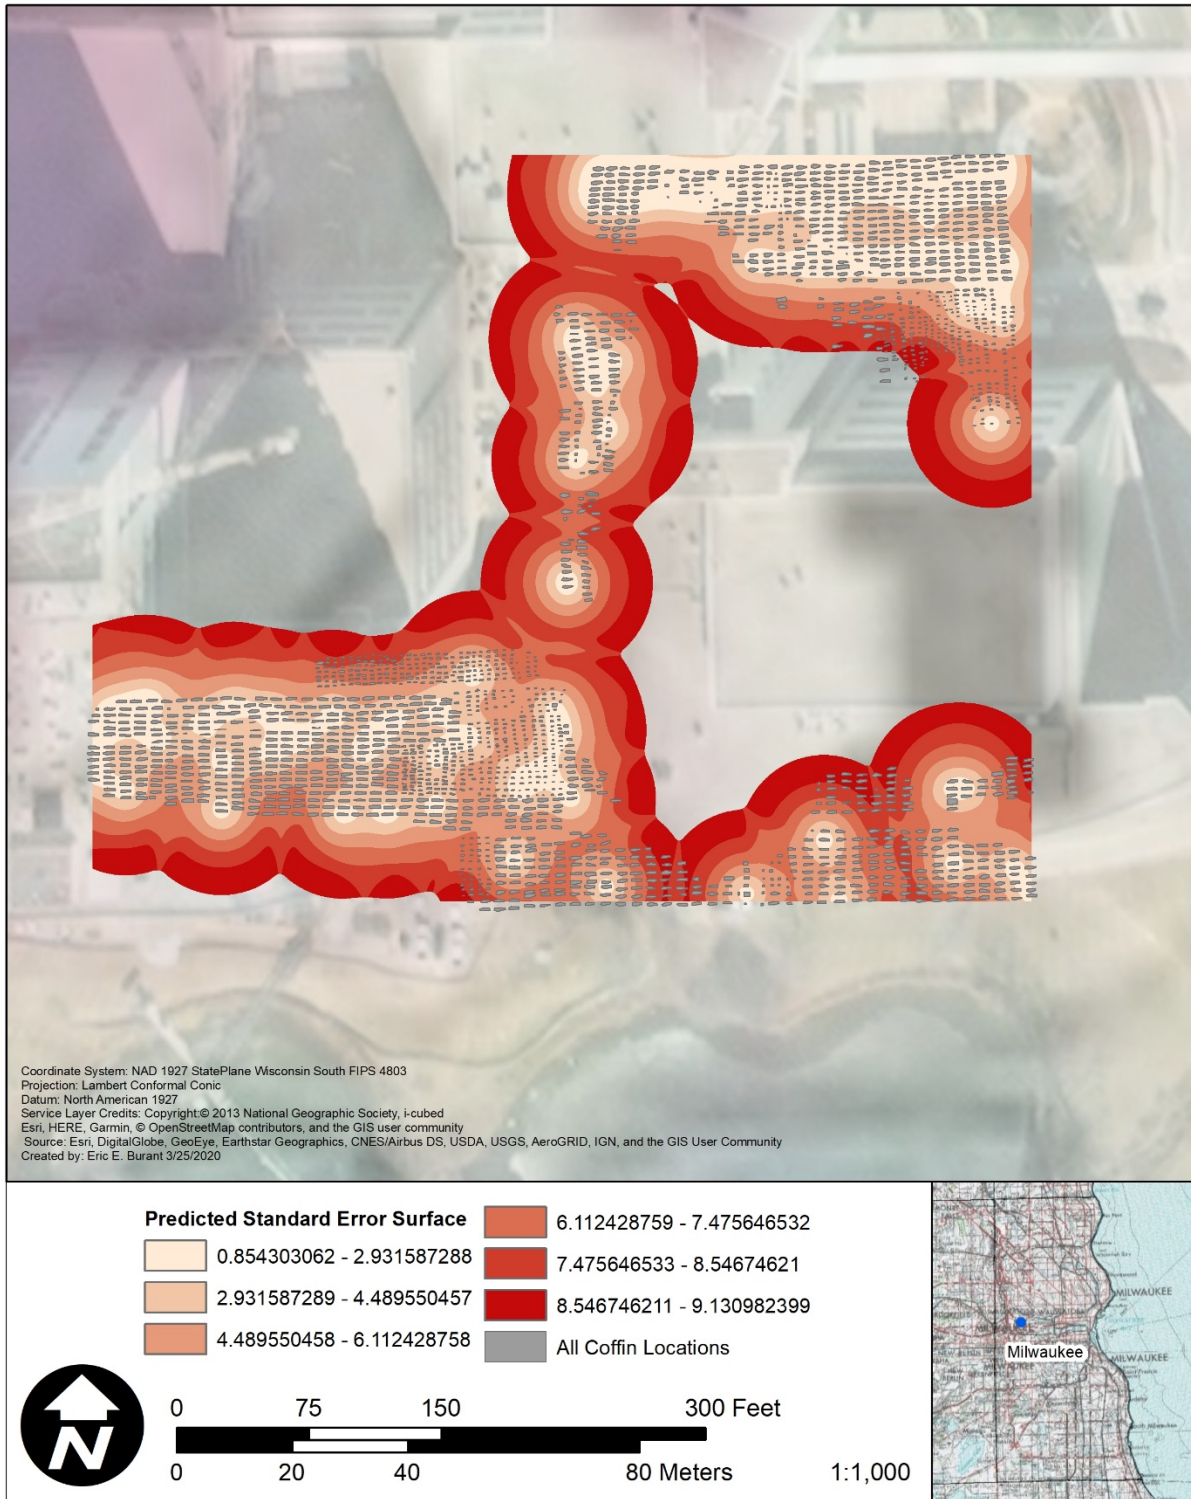 Coordinate System: NAD 1927 StatePlane Wisconsin South FIPS 4803
Projection: Lambert Conformal Conic
Datum: North American 1927
Service Layer Credits: Copyright:© 2013 National Geographic Society, i-cubed
Esri, HERE, Garmin, © OpenStreetMap contributors, and the GIS user community
Source: Esri, DigitalGlobe, GeoEye, Earthstar Geographics, CNES/Airbus DS, USDA, USGS, AeroGRID, IGN, and the GIS User Community
Created by: Eric E. Burant 3/25/2020
Predicted Standard Error Surface
0.854303062 - 2.931587288
2.931587289 - 4.489550457
4.489550458 - 6.112428758
6.112428759 - 7.475646532
7.475646533 - 8.54674621
8.546746211 - 9.130982399
All Coffin Locations
N
0 75 150 300 Feet
0 20 40 80 Meters
1:1,000
MILWAUKEE
Milwaukee
MILWAUKEE